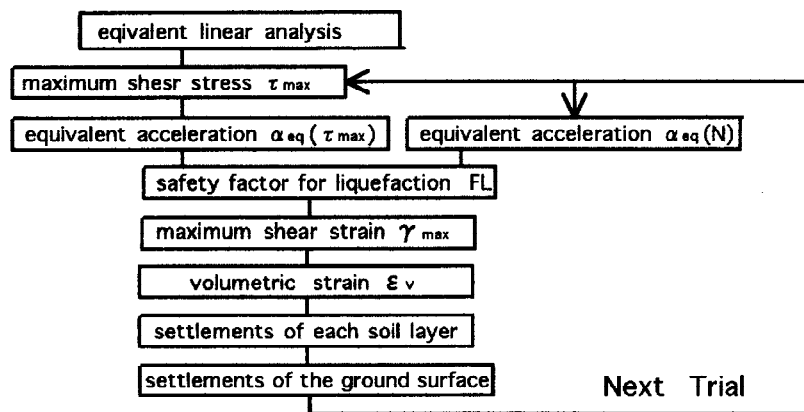 eqivalent linear analysis
maximum shesr stress τ max
equivalent acceleration α eq (τ max)
equivalent acceleration α eq (N)
safety factor for liquefaction FL
maximum shear strain γ max
volumetric strain ε v
settlements of each soil layer
settlements of the ground surface
Next Trial